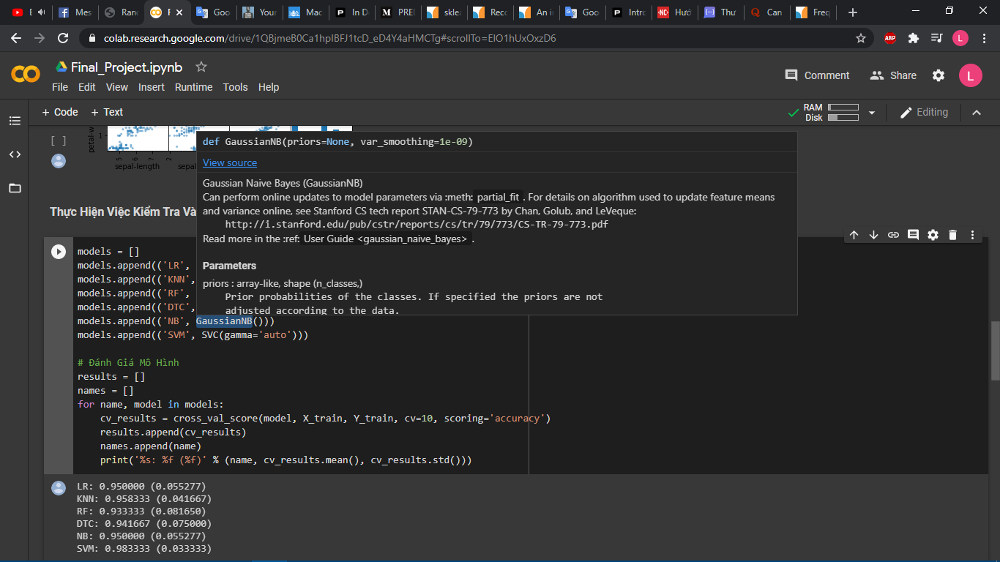 Mes
Ran
Goo
Your
Mac
In D
PRE
skle
Reco
An i
Goo
Intro
Hướ
Thư
Can
Freq
colab.research.google.com/drive/1QBjmeB0Ca1hpIBFJ1tcD_eD4Y4aHMCTg#scrollTo=EIO1hUxOxzD6
ABP
L
Final_Project.ipynb
Comment
Share
L
File Edit View Insert Runtime Tools Help
+ Code + Text
RAM
Disk
Editing
[ ]
petal-w
1
5 6 7 2
sepal-length sepal
def GaussianNB(priors=None, var_smoothing=1e-09)
View source
Gaussian Naive Bayes (GaussianNB)
Can perform online updates to model parameters via :meth: partial_fit . For details on algorithm used to update feature means
and variance online, see Stanford CS tech report STAN-CS-79-773 by Chan, Golub, and LeVeque:
http://i.stanford.edu/pub/cstr/reports/cs/tr/79/773/CS-TR-79-773.pdf
Read more in the :ref: User Guide <gaussian_naive_bayes> .
Parameters
priors : array-like, shape (n_classes,)
Prior probabilities of the classes. If specified the priors are not
adjusted according to the data.
Thực Hiện Việc Kiểm Tra Và
models = []
models.append(('LR',
models.append(('KNN',
models.append(('RF',
models.append(('DTC',
models.append(('NB', GaussianNB()))
models.append(('SVM', SVC(gamma='auto')))
# Đánh Giá Mô Hình
results = []
names = []
for name, model in models:
cv_results = cross_val_score(model, X_train, Y_train, cv=10, scoring='accuracy')
results.append(cv_results)
names.append(name)
print('%s: %f (%f)' % (name, cv_results.mean(), cv_results.std()))
LR: 0.950000 (0.055277)
KNN: 0.958333 (0.041667)
RF: 0.933333 (0.081650)
DTC: 0.941667 (0.075000)
NB: 0.950000 (0.055277)
SVM: 0.983333 (0.033333)